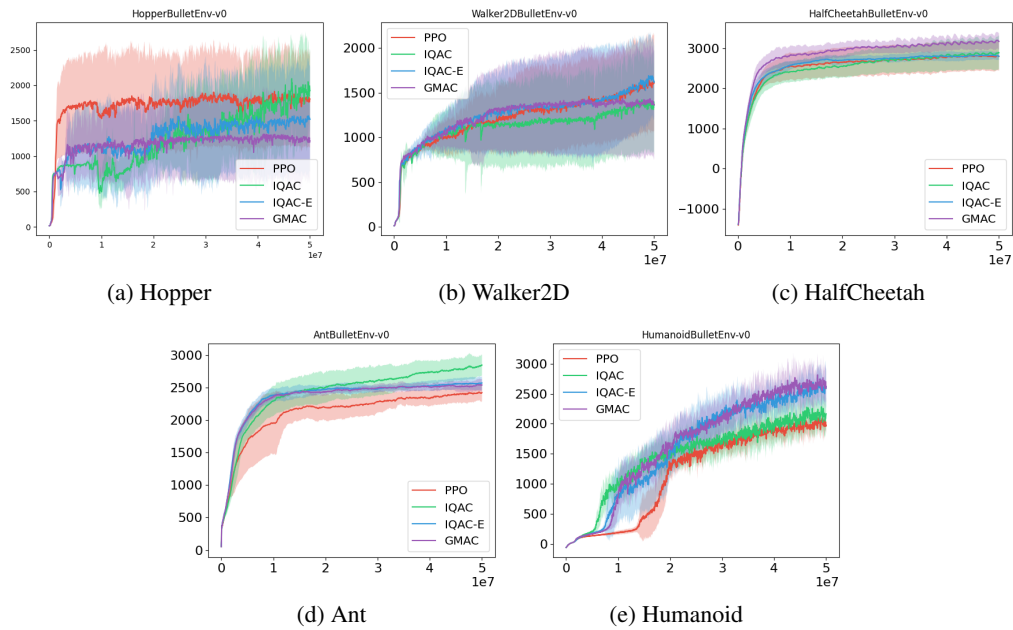 HopperBulletEnv-v0
2500
2000
1500
1000
500
0
0
1
2
3
4
5
1e7
PPO
IQAC
IQAC-E
GMAC
(a) Hopper
Walker2DBulletEnv-v0
2000
1500
1000
500
0
0
1
2
3
4
5
1e7
PPO
IQAC
IQAC-E
GMAC
(b) Walker2D
HalfCheetahBulletEnv-v0
3000
2000
1000
0
−1000
0
1
2
3
4
5
1e7
PPO
IQAC
IQAC-E
GMAC
(c) HalfCheetah
AntBulletEnv-v0
3000
2500
2000
1500
1000
500
0
0
1
2
3
4
5
1e7
PPO
IQAC
IQAC-E
GMAC
(d) Ant
HumanoidBulletEnv-v0
3000
2500
2000
1500
1000
500
0
0
1
2
3
4
5
1e7
PPO
IQAC
IQAC-E
GMAC
(e) Humanoid